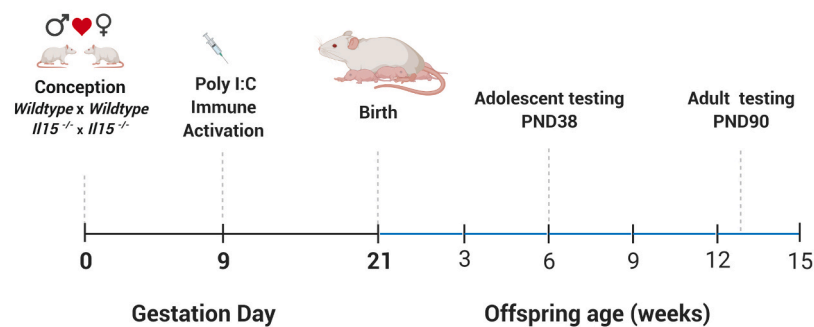 Conception
Wildtype x Wildtype
Il15 -/- x Il15 -/-
Poly I:C
Immune
Activation
Birth
Adolescent testing
PND38
Adult testing
PND90
0
9
21
3
6
9
12
15
Gestation Day
Offspring age (weeks)